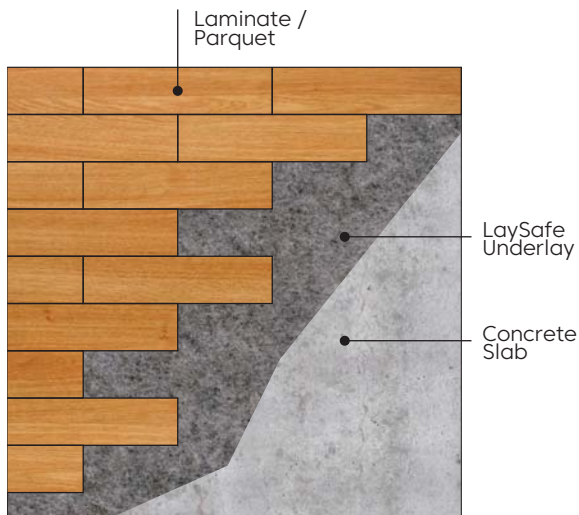 Laminate /
Parquet
LaySafe
Underlay
Concrete
Slab